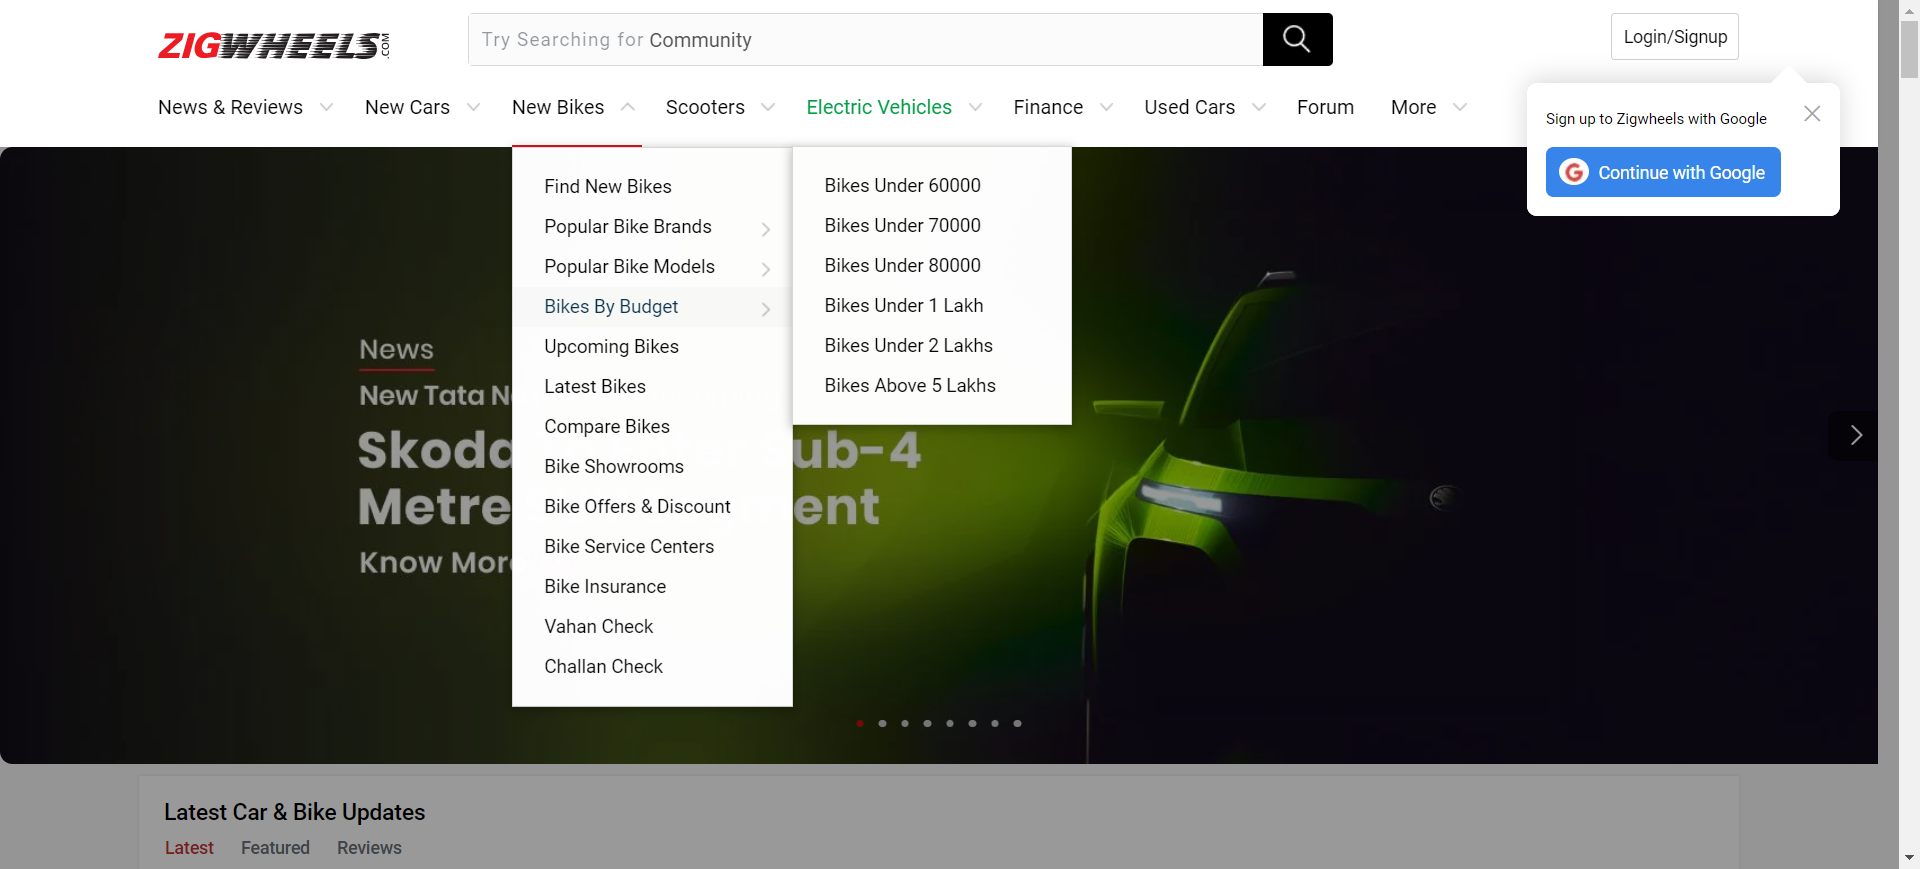 ZIGWHEELS.COM
Try Searching for Community
Login/Signup
News & Reviews
New Cars
New Bikes
Scooters
Electric Vehicles
Finance
Used Cars
Forum
More
Sign up to Zigwheels with Google
Continue with Google
Find New Bikes
Popular Bike Brands
Popular Bike Models
Bikes By Budget
Upcoming Bikes
Latest Bikes
Compare Bikes
Bike Showrooms
Bike Offers & Discount
Bike Service Centers
Bike Insurance
Vahan Check
Challan Check
Bikes Under 60000
Bikes Under 70000
Bikes Under 80000
Bikes Under 1 Lakh
Bikes Under 2 Lakhs
Bikes Above 5 Lakhs
News
New Tata
Skoda Sub-4
Metre
Know More
Latest Car & Bike Updates
Latest
Featured
Reviews